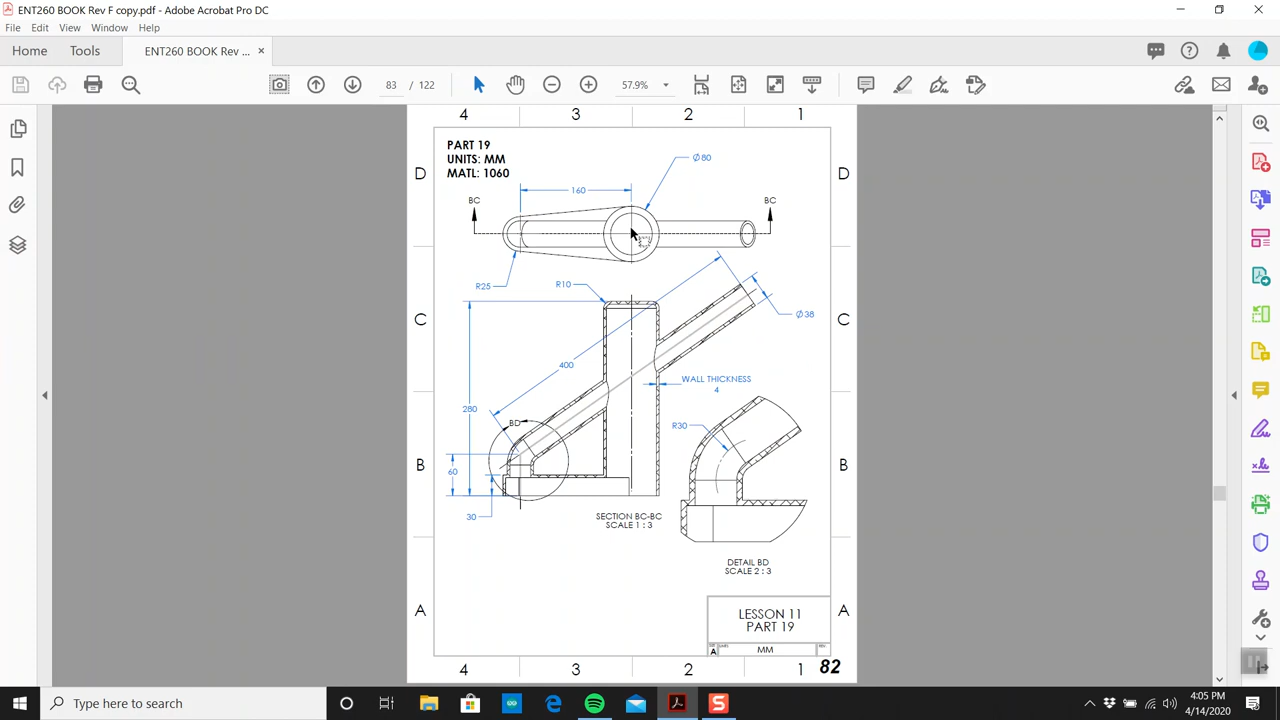 ENT260 BOOK Rev F copy.pdf - Adobe Acrobat Pro DC
File Edit View Window Help
Home Tools ENT260 BOOK Rev ... ×
83 / 122 57.9%
4 3 2 1
PART 19
UNITS: MM
MATL: 1060
D D
Ø80
160
BC BC
R25
R10
Ø38
C C
400
WALL THICKNESS
4
280
BD
R30
B B
60
30
SECTION BC-BC
SCALE 1 : 3
DETAIL BD
SCALE 2 : 3
A A
LESSON 11
PART 19
A MM
4 3 2 1 82
Type here to search
4:05 PM
4/14/2020